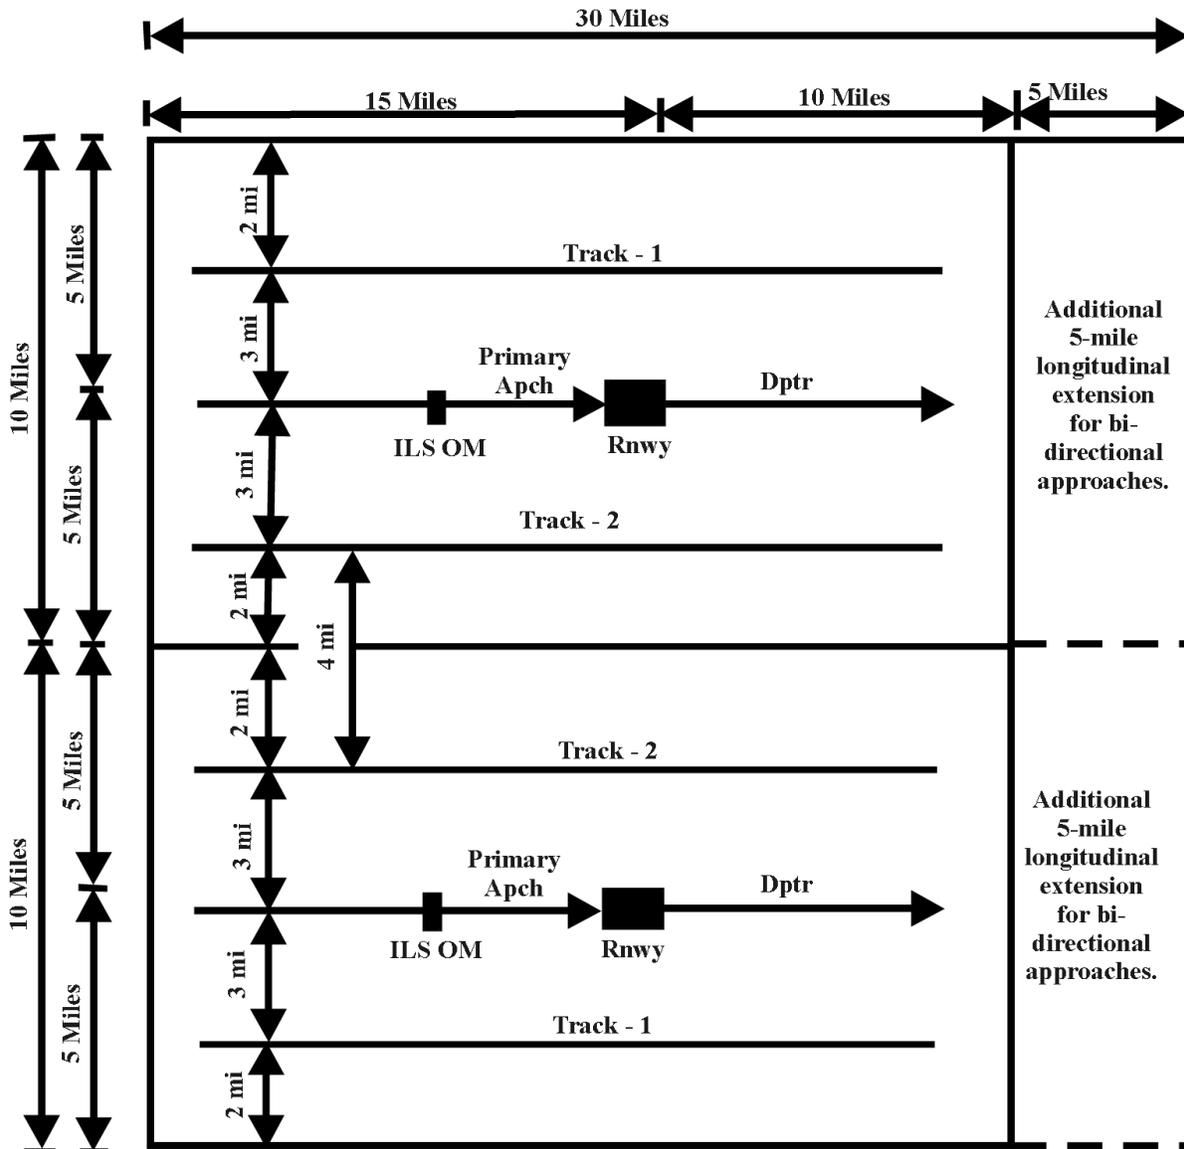 30 Miles
15 Miles
10 Miles
5 Miles
2 mi
Track - 1
5 Miles
3 mi
Additional
5-mile
longitudinal
extension
for bi-
directional
approaches.
10 Miles
Primary
Apch
Dptr
ILS OM
Rnwy
3 mi
5 Miles
Track - 2
2 mi
4 mi
2 mi
Track - 2
5 Miles
3 mi
Additional
5-mile
longitudinal
extension
for bi-
directional
approaches.
10 Miles
Primary
Apch
Dptr
ILS OM
Rnwy
3 mi
5 Miles
Track - 1
2 mi